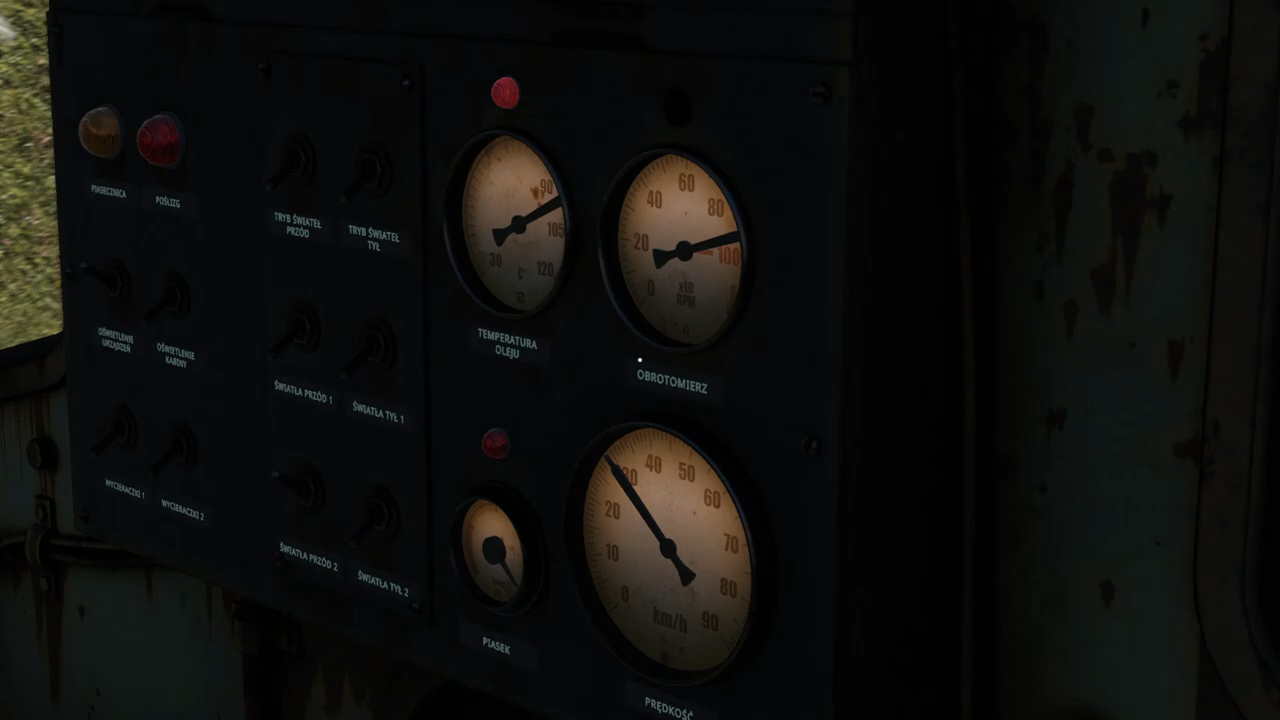 PIASECZNICA
POŚLIZG
TRYB ŚWIATEŁ
PRZÓD
TRYB ŚWIATEŁ
TYŁ
OŚWIETLENIE
URZĄDZEŃ
OŚWIETLENIE
KABINY
ŚWIATŁA PRZÓD 1
ŚWIATŁA TYŁ 1
WYCIERACZKI 1
WYCIERACZKI 2
ŚWIATŁA PRZÓD 2
ŚWIATŁA TYŁ 2
30
90
105
120
C°
TEMPERATURA
OLEJU
0
20
40
60
80
100
x10
RPM
OBROTOMIERZ
PIASEK
0
10
20
30
40
50
60
70
80
90
km/h
PRĘDKOŚĆ